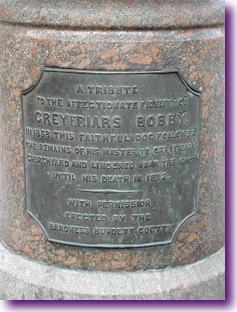 A TRIBUTE
TO THE AFFECTIONATE FIDELITY OF
GREYFRIARS BOBBY.
IN 1858 THIS FAITHFUL DOG FOLLOWED
THE REMAINS OF HIS MASTER TO GREYFRIARS
CHURCHYARD AND LINGERED NEAR THE SPOT
UNTIL HIS DEATH IN 1872.
WITH PERMISSION
ERECTED BY THE
BARONESS BURDETT COUTTS